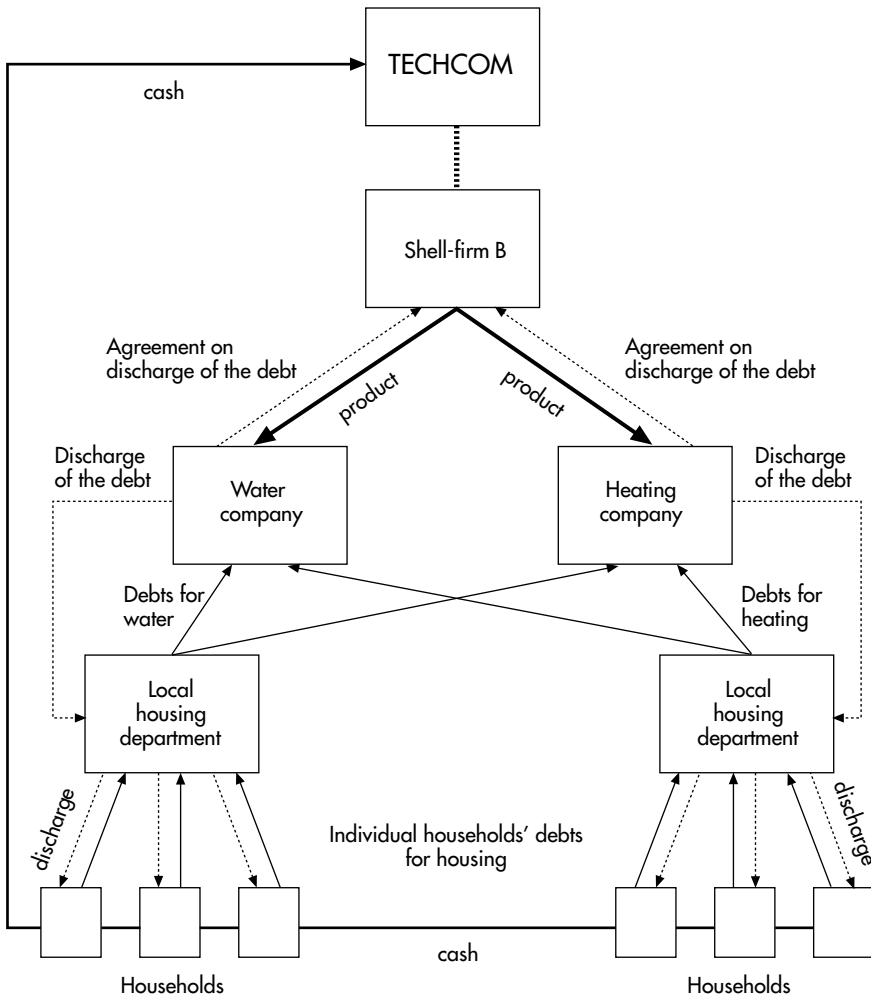 TECHCOM
cash
Shell-firm B
Agreement on
discharge of the debt
Agreement on
discharge of the debt
product
product
Discharge
of the debt
Discharge
of the debt
Water
company
Heating
company
Debts for
water
Debts for
heating
Local
housing
department
Local
housing
department
discharge
discharge
Individual households’ debts
for housing
cash
Households
Households